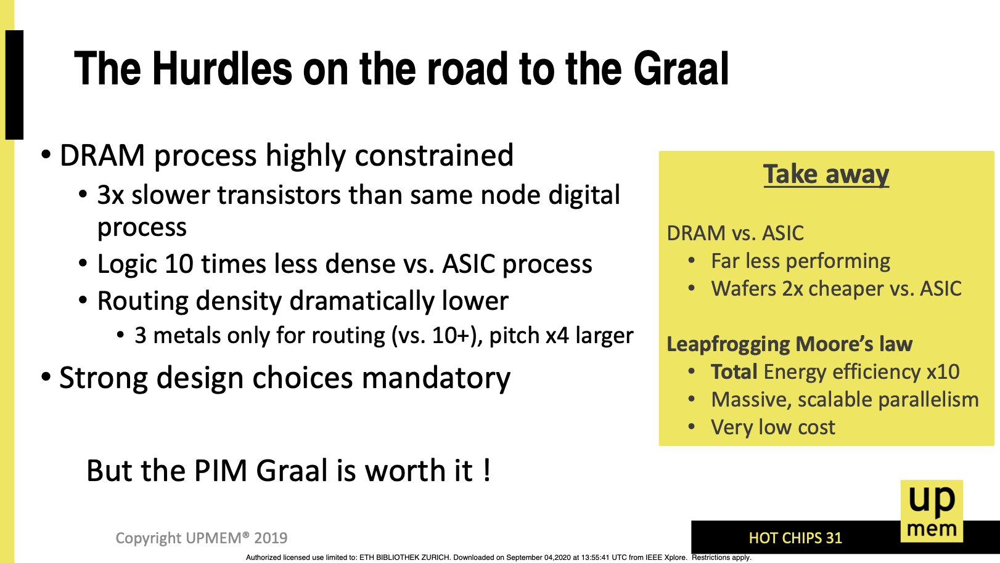 The Hurdles on the road to the Graal
• DRAM process highly constrained
• 3x slower transistors than same node digital
process
• Logic 10 times less dense vs. ASIC process
• Routing density dramatically lower
• 3 metals only for routing (vs. 10+), pitch x4 larger
• Strong design choices mandatory
But the PIM Graal is worth it !
Take away
DRAM vs. ASIC
• Far less performing
• Wafers 2x cheaper vs. ASIC
Leapfrogging Moore’s law
• Total Energy efficiency x10
• Massive, scalable parallelism
• Very low cost
Copyright UPMEM® 2019
HOT CHIPS 31
up
mem
Authorized licensed use limited to: ETH BIBLIOTHEK ZURICH. Downloaded on September 04,2020 at 13:55:41 UTC from IEEE Xplore. Restrictions apply.